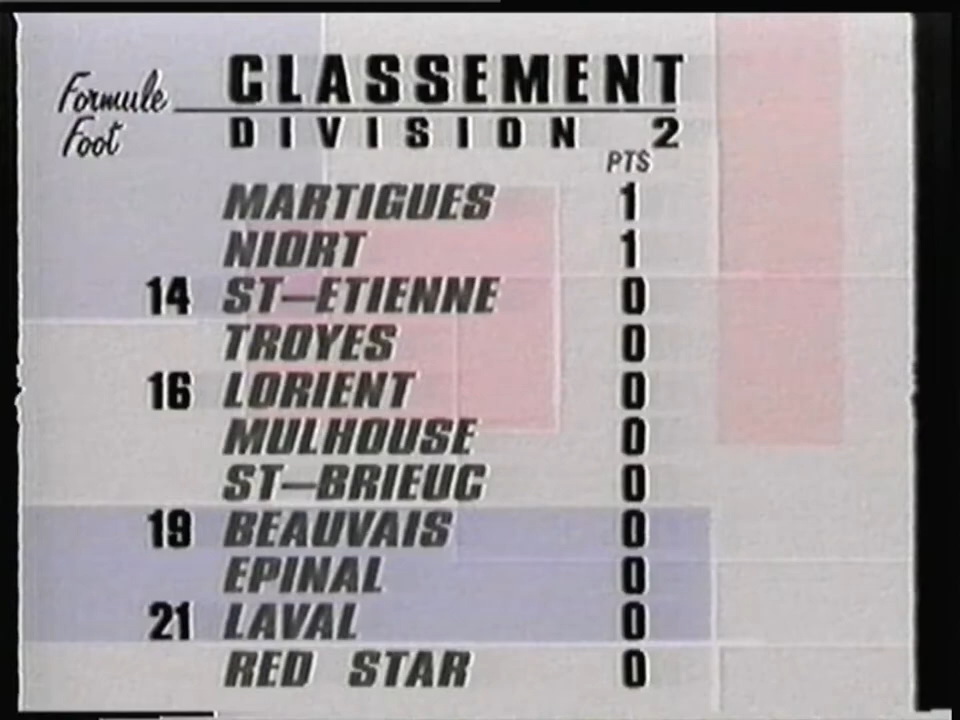 Formule
Foot
CLASSEMENT
DIVISION 2
PTS
MARTIGUES 1
NIORT 1
14 ST-ETIENNE 0
TROYES 0
16 LORIENT 0
MULHOUSE 0
ST-BRIEUC 0
19 BEAUVAIS 0
EPINAL 0
21 LAVAL 0
RED STAR 0